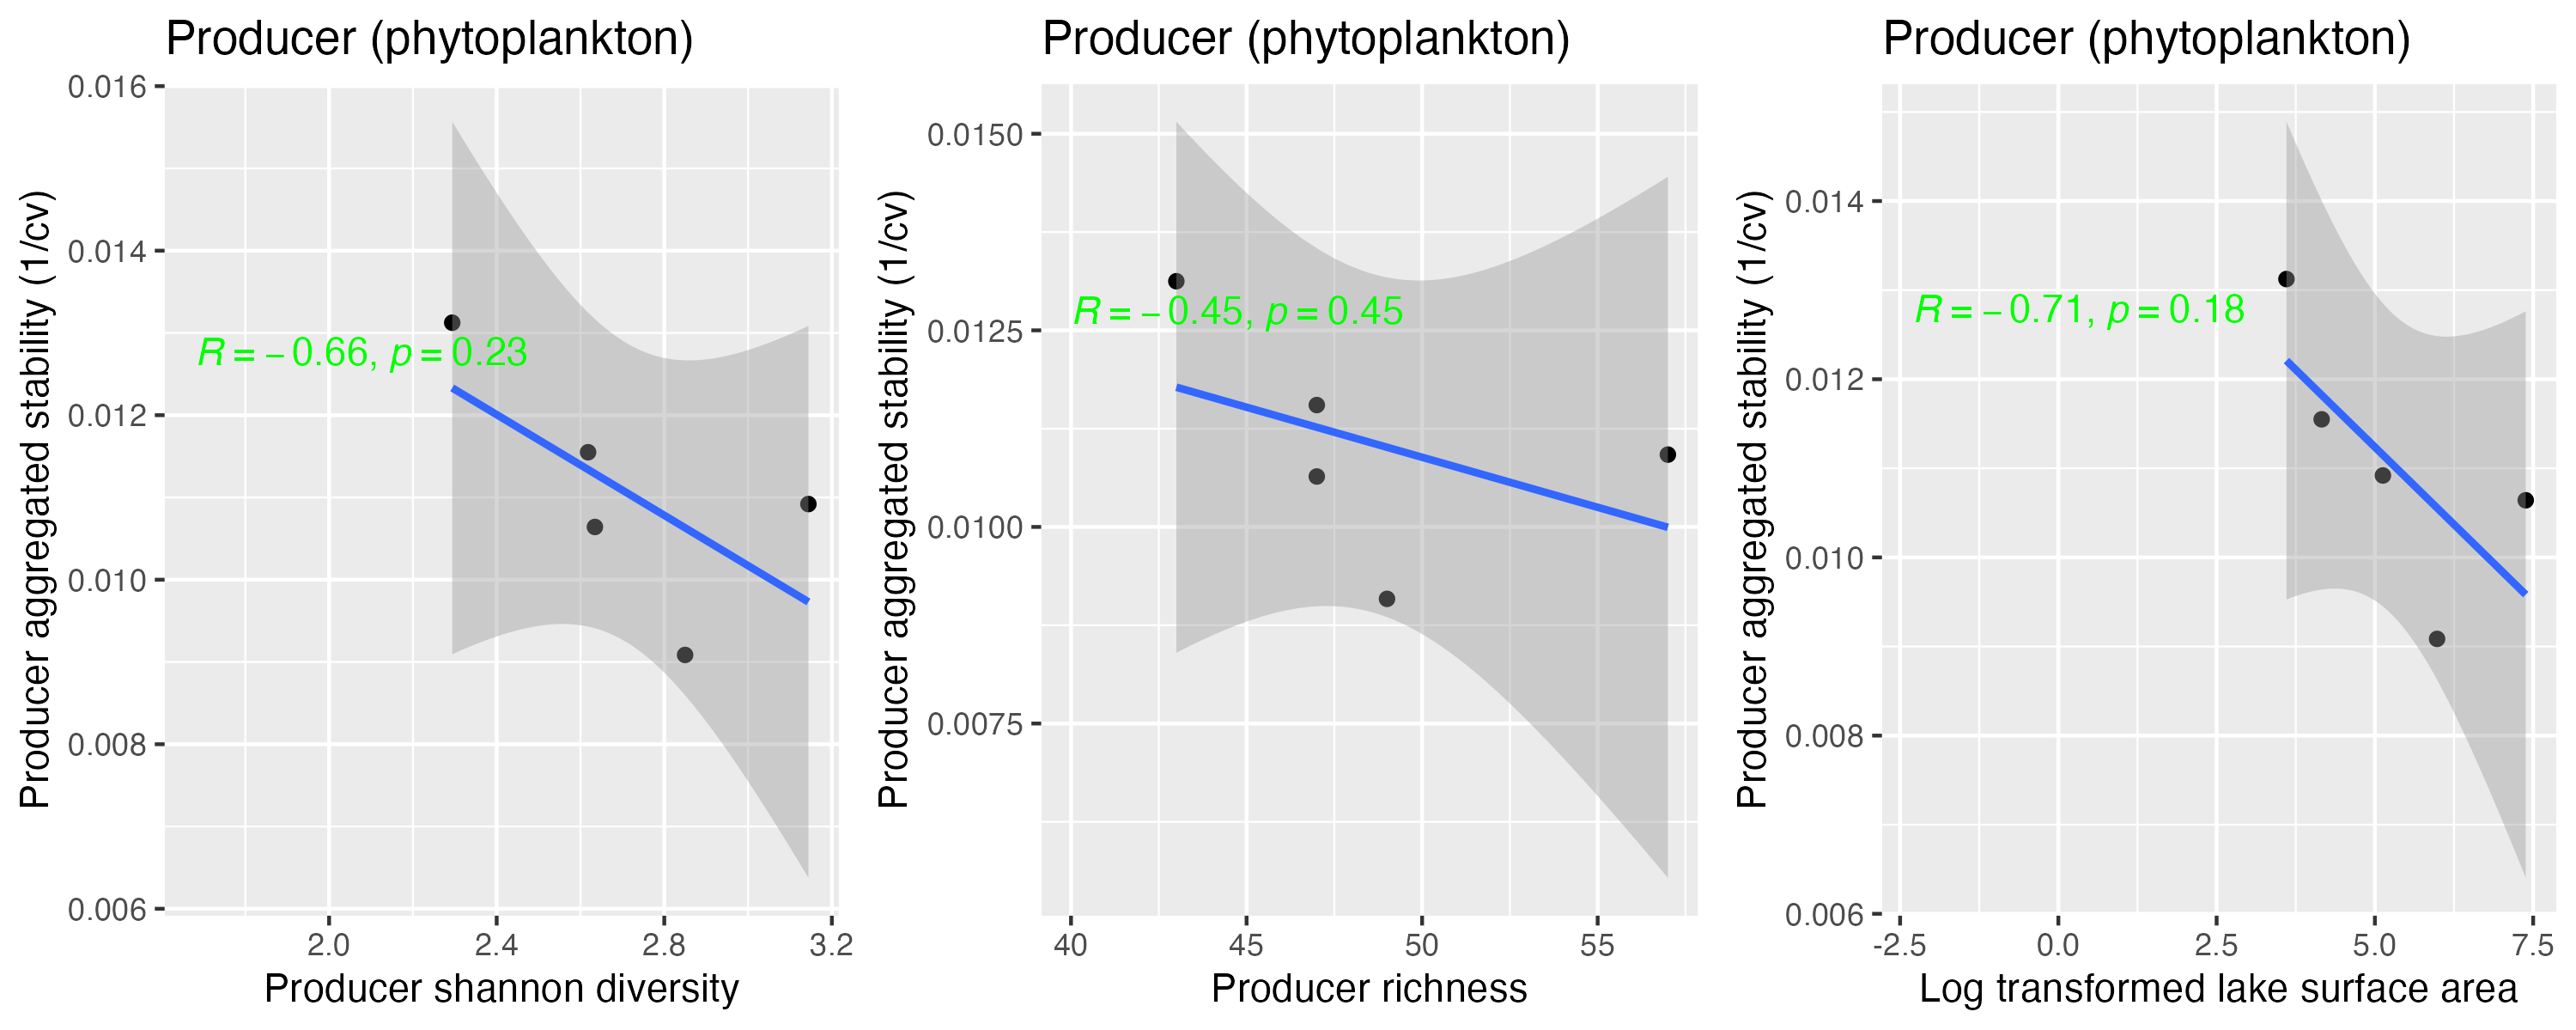 Producer (phytoplankton)
Producer aggregated stability (1/cv)
0.016
0.014
0.012
0.010
0.008
0.006
R = − 0.66, p = 0.23
2.0 2.4 2.8 3.2
Producer shannon diversity
Producer (phytoplankton)
Producer aggregated stability (1/cv)
0.0150
0.0125
0.0100
0.0075
R = − 0.45, p = 0.45
40 45 50 55
Producer richness
Producer (phytoplankton)
Producer aggregated stability (1/cv)
0.014
0.012
0.010
0.008
0.006
R = − 0.71, p = 0.18
-2.5 0.0 2.5 5.0 7.5
Log transformed lake surface area